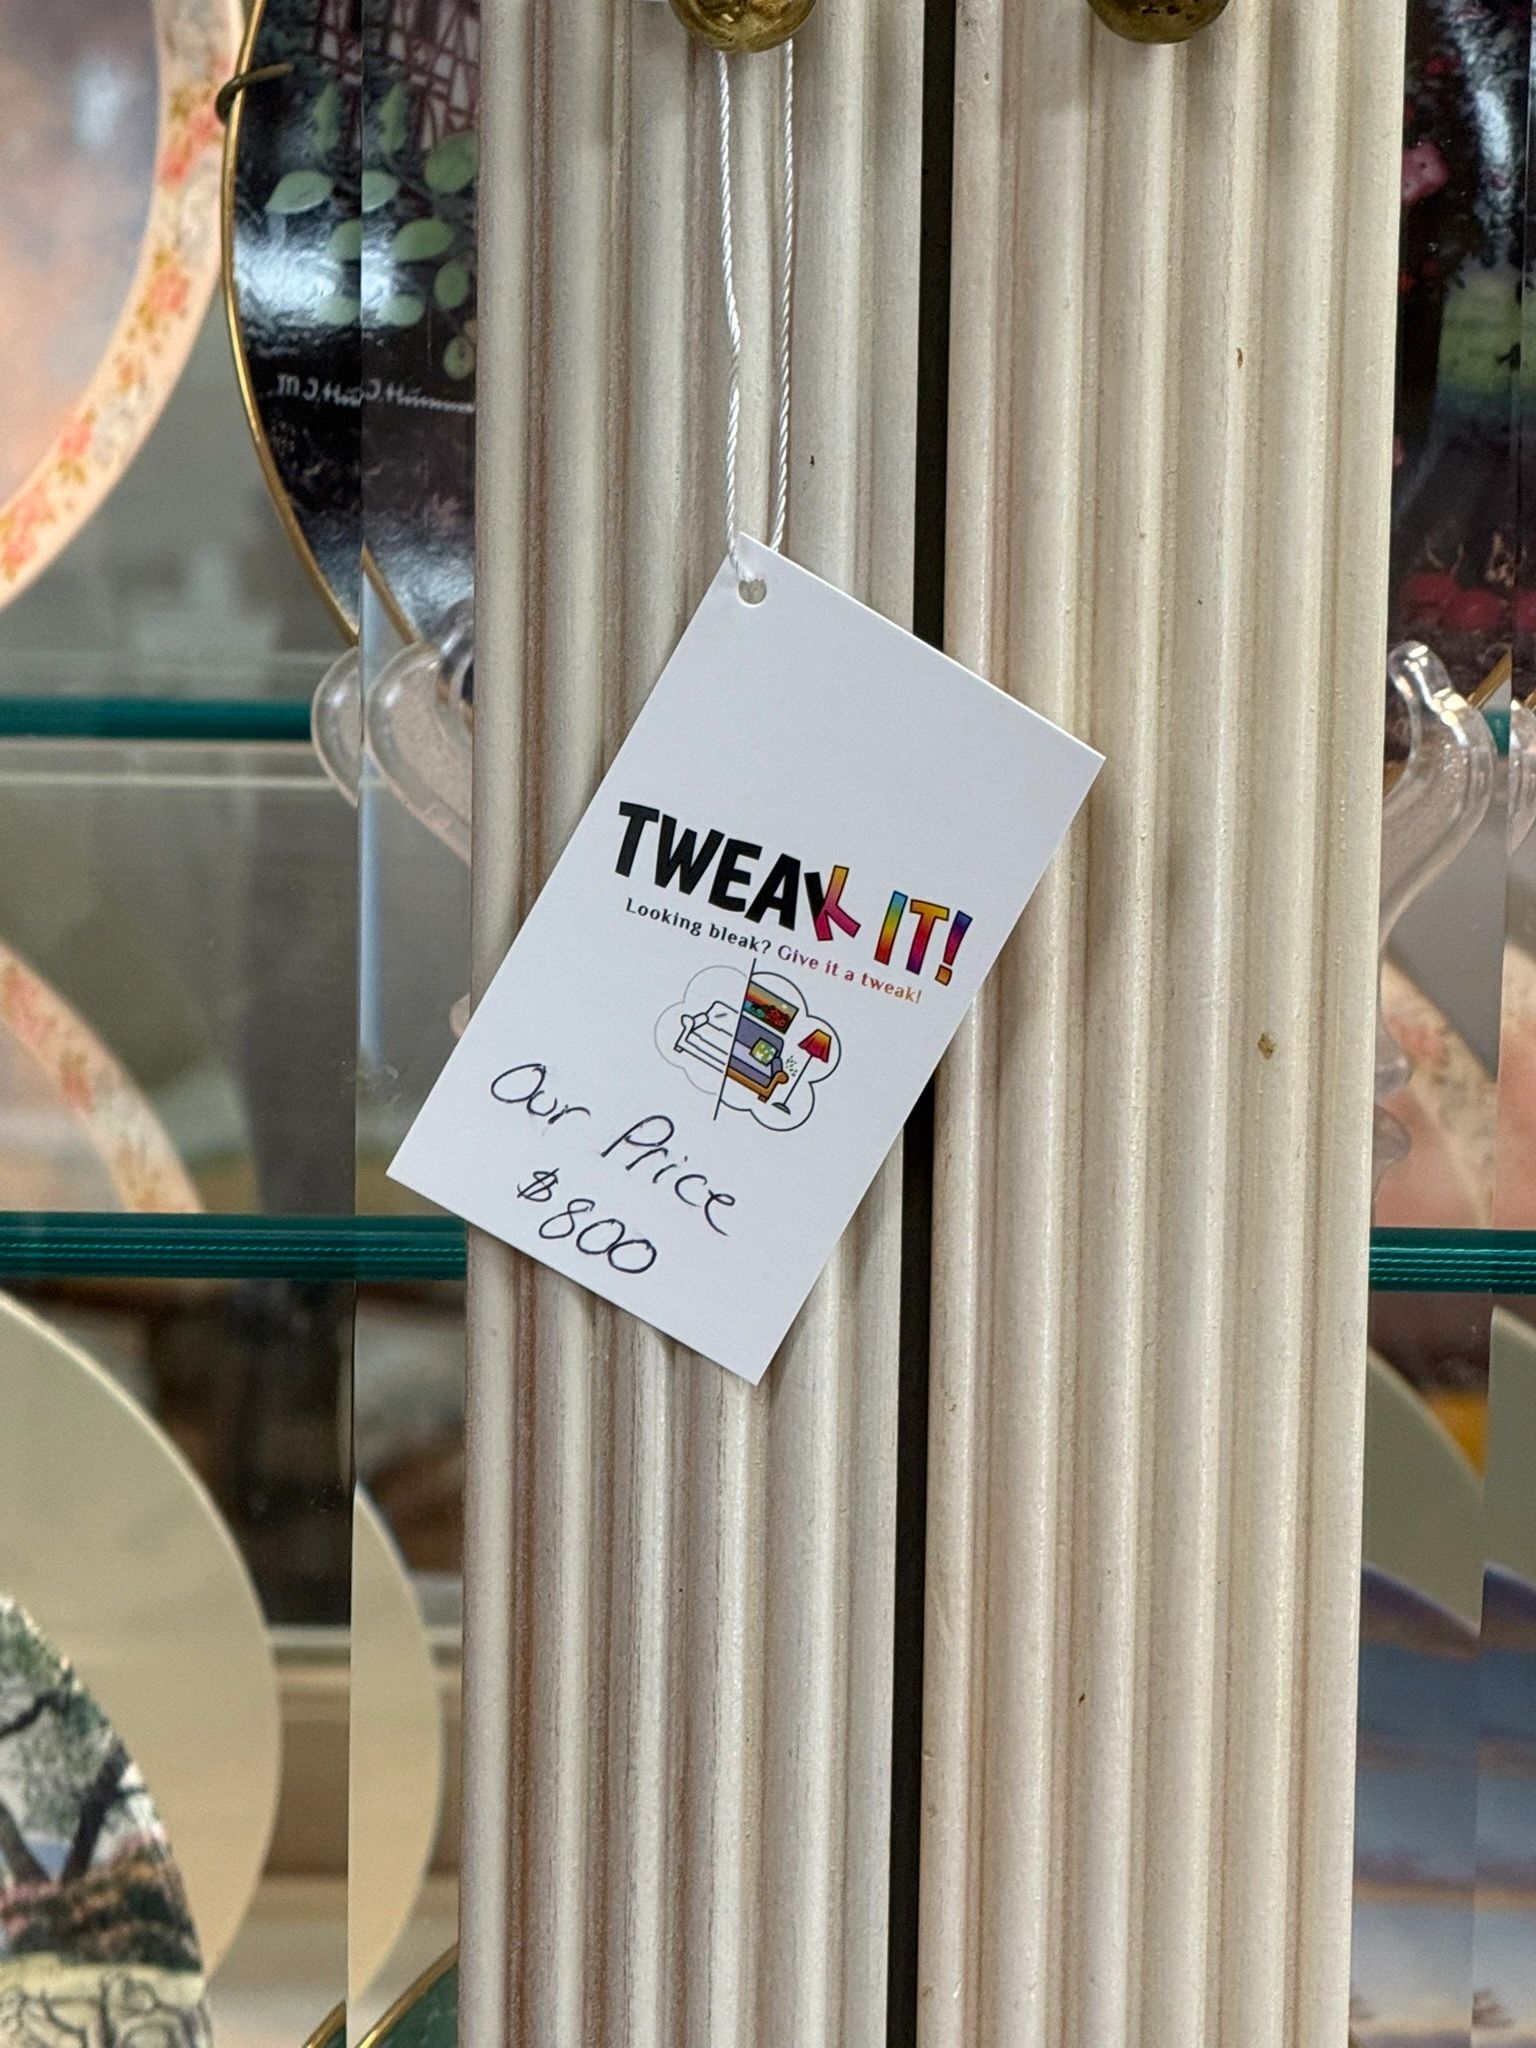 TWEAK IT!
Looking bleak? Give it a tweak!
Our Price
$800